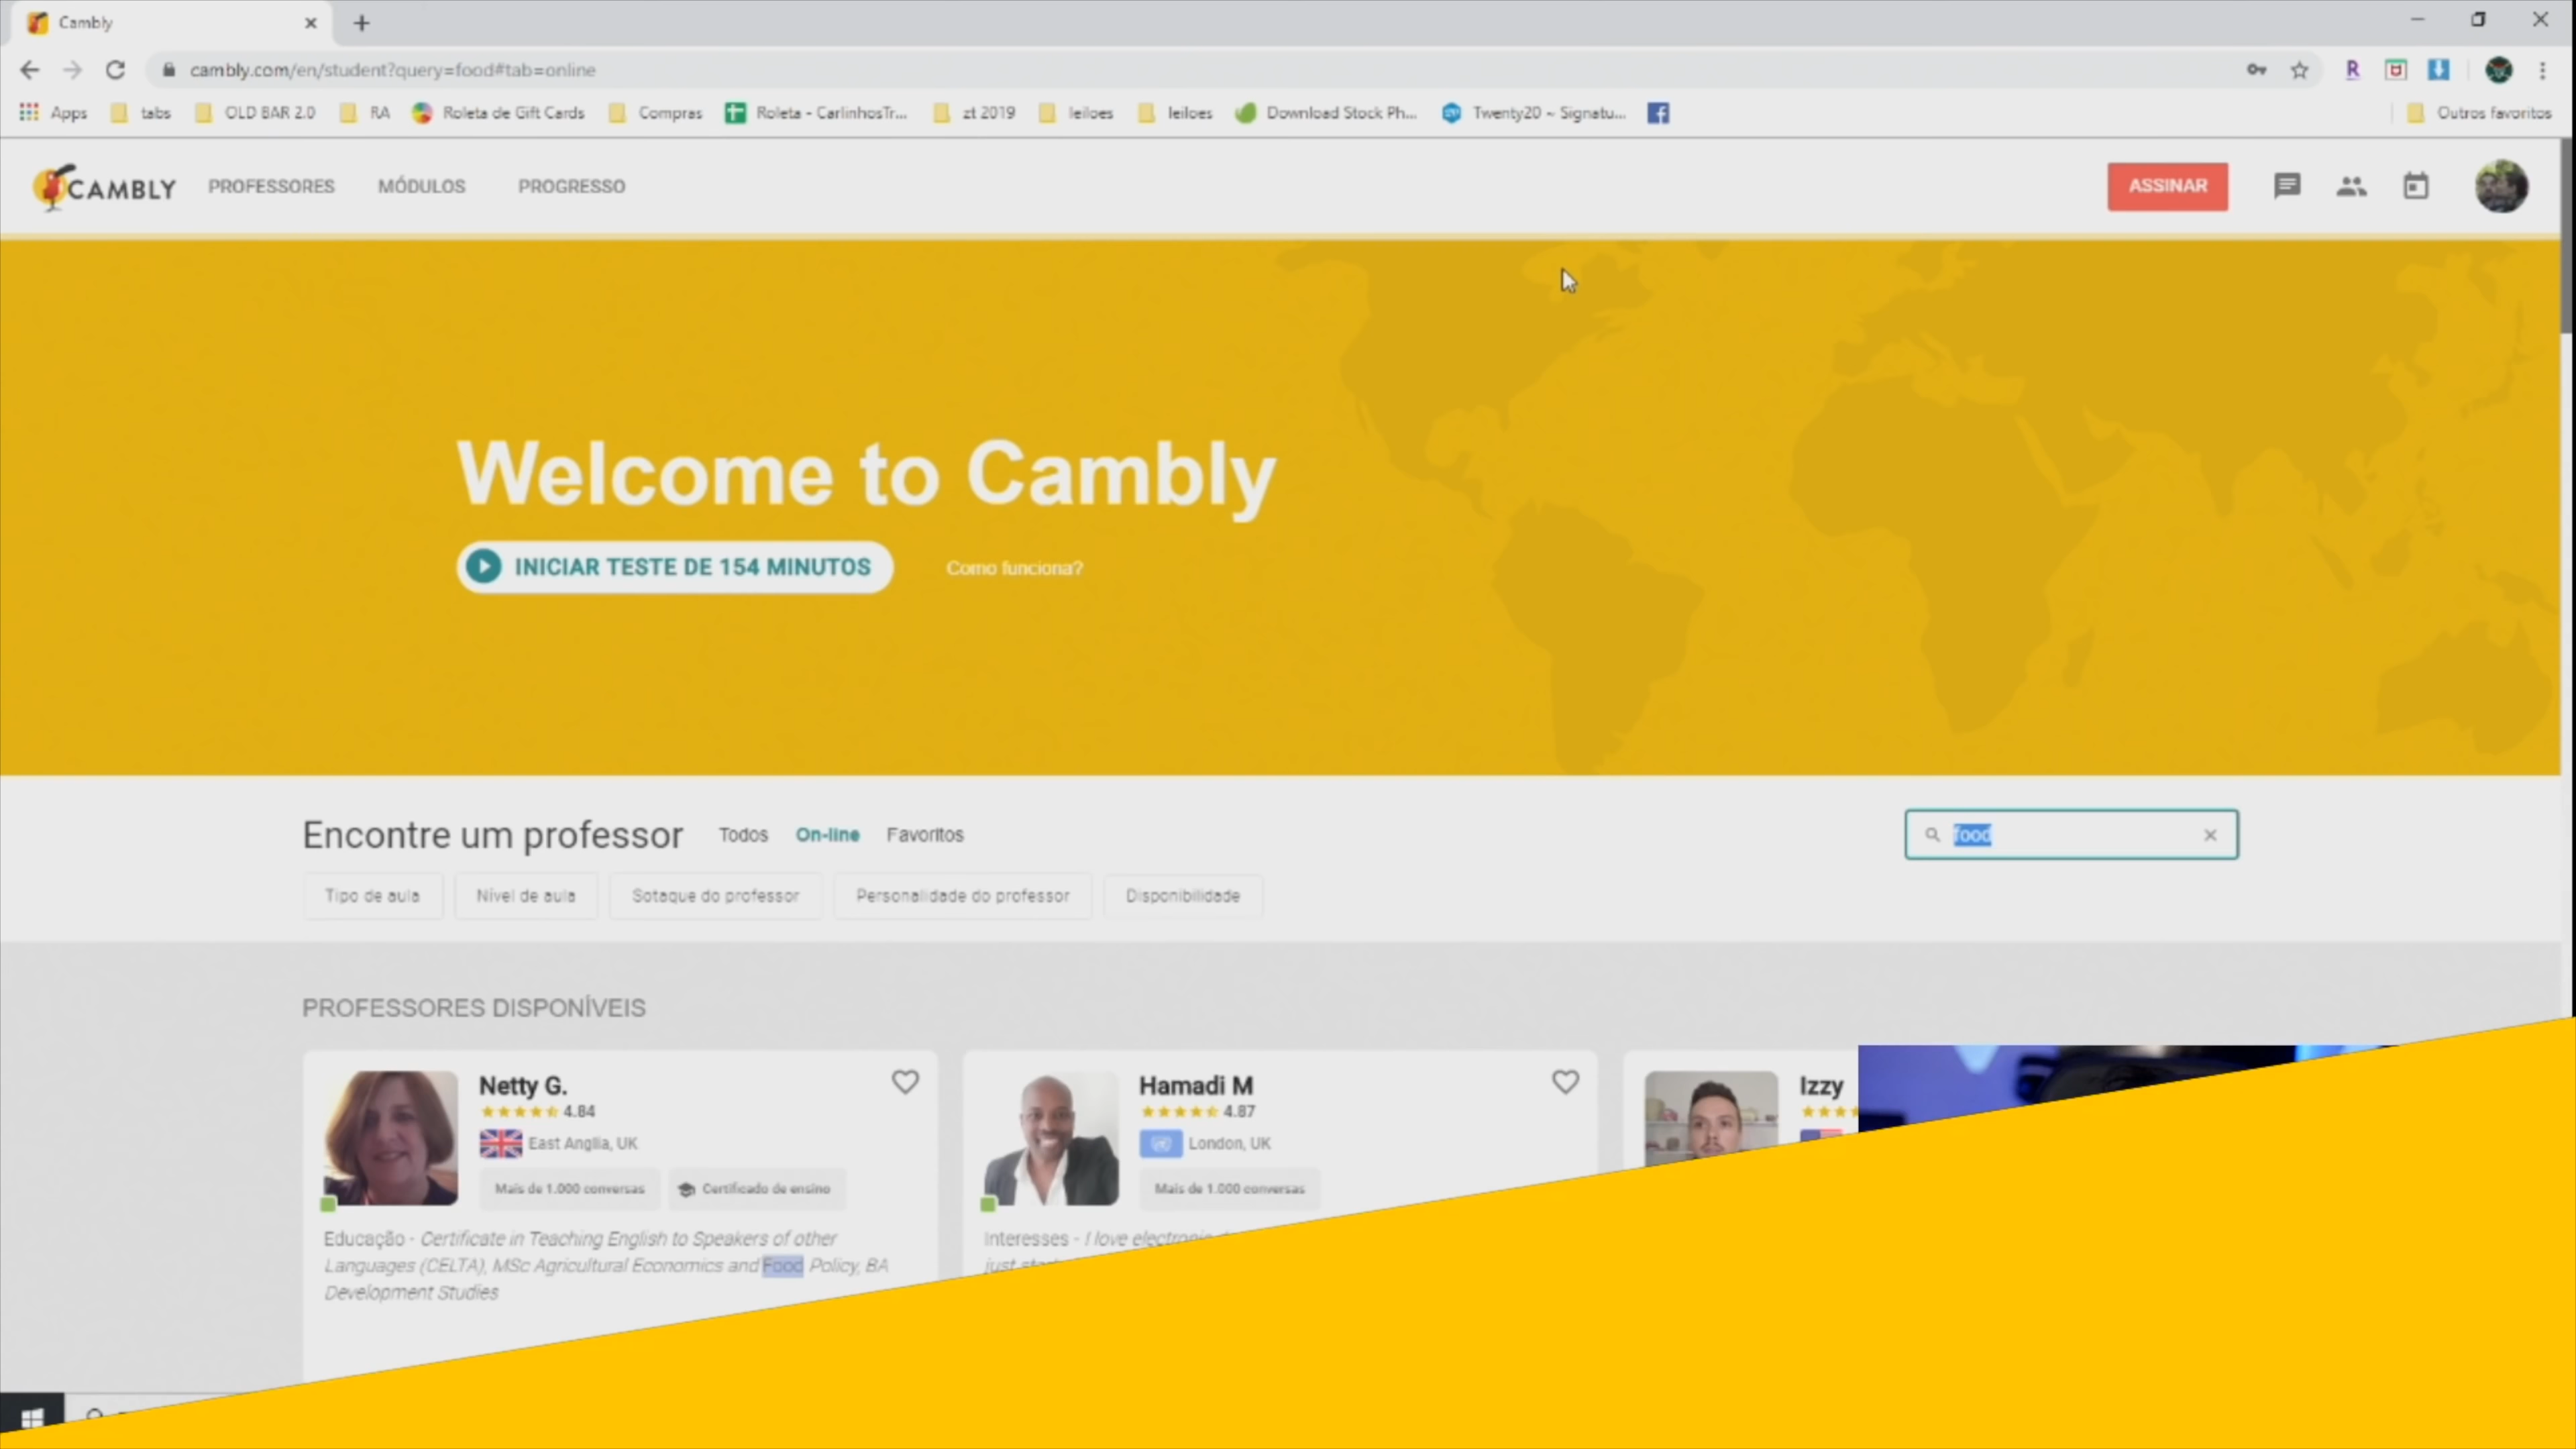 Cambly
cambly.com/en/student?query=food#tab=online
Apps tabs OLD BAR 2.0 RA Roleta de Gift Cards Compras Roleta - CarlinhosTr... zt 2019 leiloes leiloes Download Stock Ph... Twenty20 ~ Signatu... Outros favoritos
CAMBLY PROFESSORES MÓDULOS PROGRESSO ASSINAR
Welcome to Cambly
INICIAR TESTE DE 154 MINUTOS Como funciona?
Encontre um professor Todos On-line Favoritos food
Tipo de aula Nível de aula Sotaque do professor Personalidade do professor Disponibilidade
PROFESSORES DISPONÍVEIS
Netty G.
4.84
East Anglia, UK
Mais de 1.000 conversas Certificado de ensino
Educação - Certificate in Teaching English to Speakers of other
Languages (CELTA), MSc Agricultural Economics and Food Policy, BA
Development Studies
Hamadi M
4.87
London, UK
Mais de 1.000 conversas
Interesses - I love electronic
just
Izzy